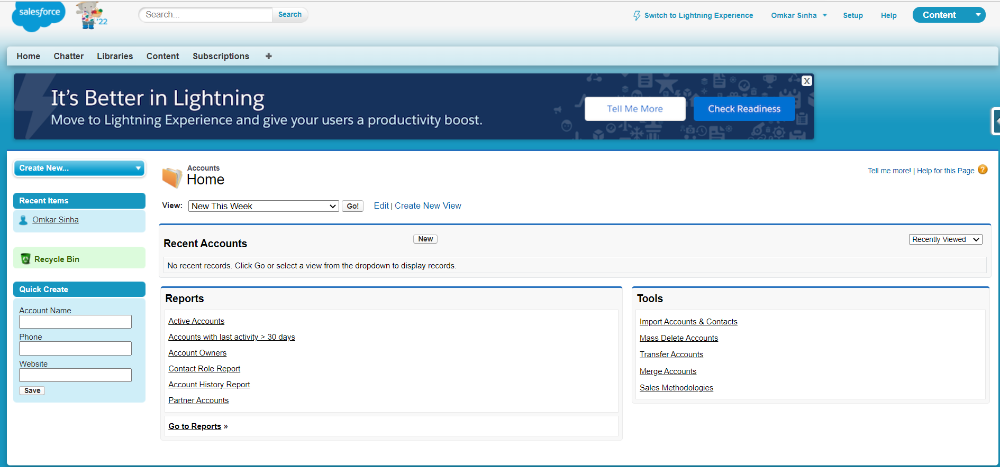 salesforce
'22
Search...
Search
Switch to Lightning Experience
Omkar Sinha
Setup
Help
Content
Home
Chatter
Libraries
Content
Subscriptions
+
It's Better in Lightning
Move to Lightning Experience and give your users a productivity boost.
Tell Me More
Check Readiness
X
Create New...
Recent Items
Omkar Sinha
Recycle Bin
Quick Create
Account Name
Phone
Website
Save
Accounts
Home
Tell me more! | Help for this Page ?
View:
New This Week
Go!
Edit | Create New View
Recent Accounts
New
Recently Viewed
No recent records. Click Go or select a view from the dropdown to display records.
Reports
Active Accounts
Accounts with last activity > 30 days
Account Owners
Contact Role Report
Account History Report
Partner Accounts
Go to Reports »
Tools
Import Accounts & Contacts
Mass Delete Accounts
Transfer Accounts
Merge Accounts
Sales Methodologies